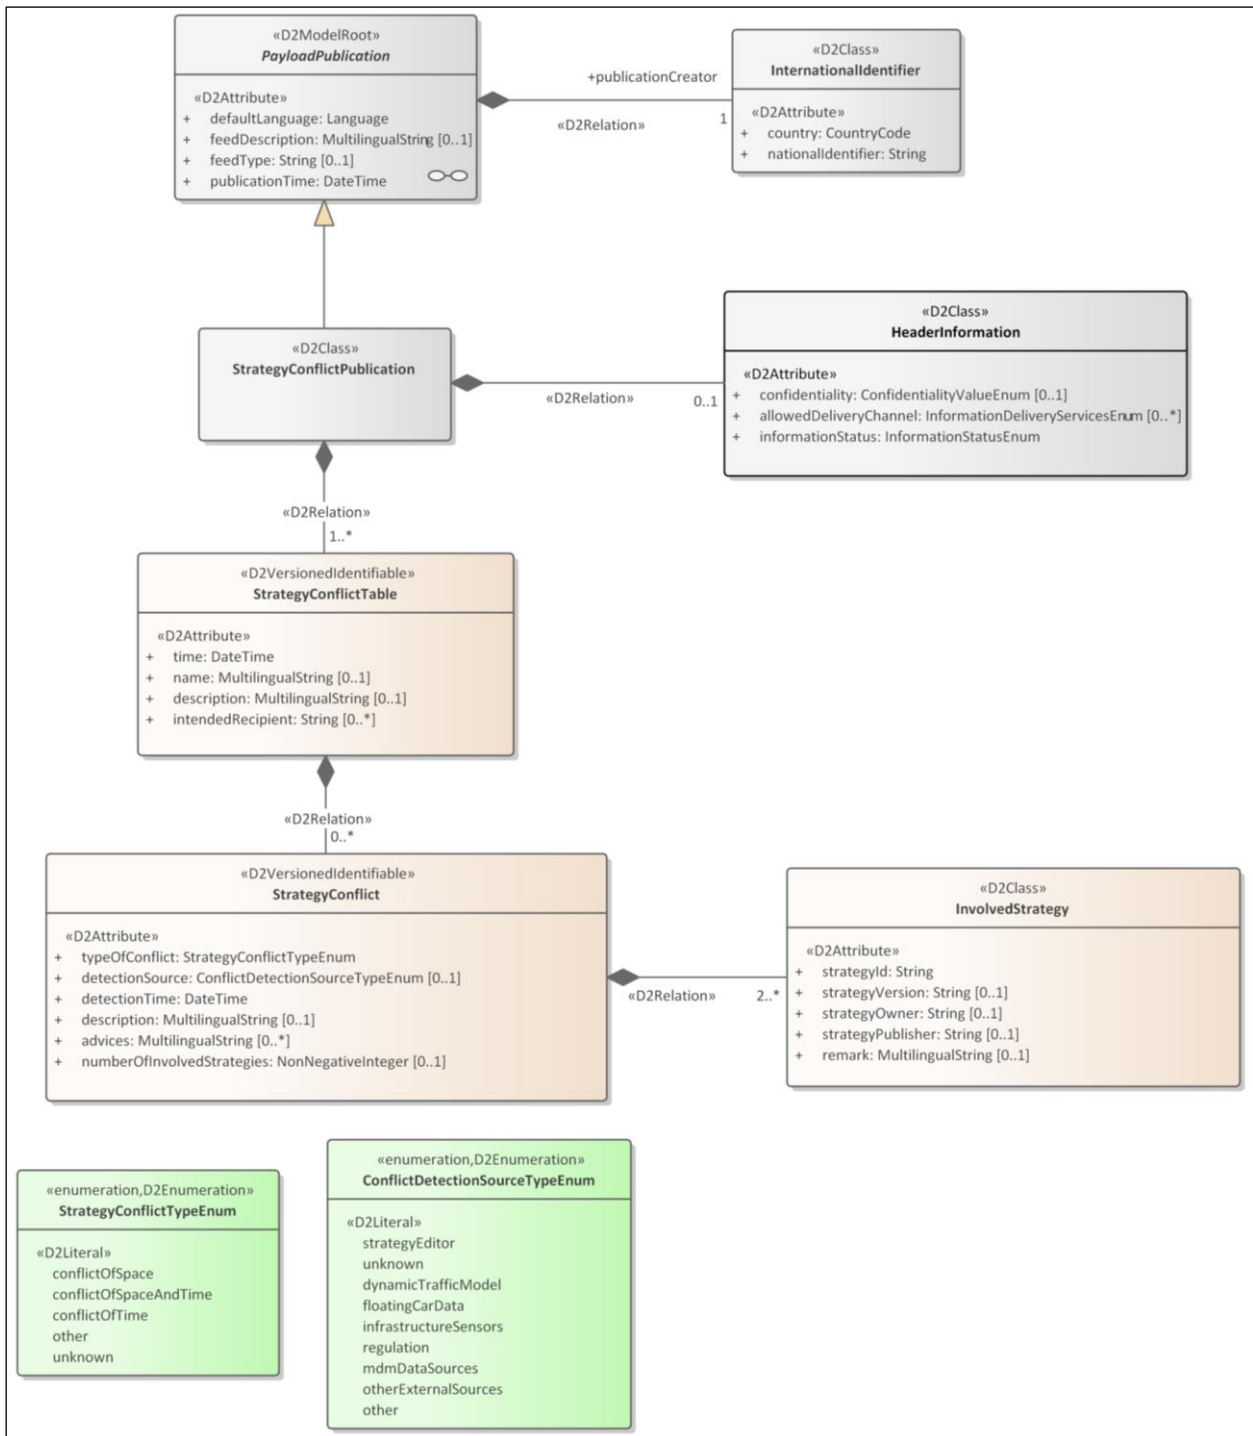 «D2ModelRoot»
PayloadPublication
«D2Attribute»
+ defaultLanguage: Language
+ feedDescription: MultilingualString [0..1]
+ feedType: String [0..1]
+ publicationTime: DateTime
+publicationCreator
«D2Relation»
1
«D2Class»
InternationalIdentifier
«D2Attribute»
+ country: CountryCode
+ nationalIdentifier: String
«D2Class»
StrategyConflictPublication
«D2Relation»
0..1
«D2Class»
HeaderInformation
«D2Attribute»
+ confidentiality: ConfidentialityValueEnum [0..1]
+ allowedDeliveryChannel: InformationDeliveryServicesEnum [0..*]
+ informationStatus: InformationStatusEnum
«D2Relation»
1..*
«D2VersionedIdentifiable»
StrategyConflictTable
«D2Attribute»
+ time: DateTime
+ name: MultilingualString [0..1]
+ description: MultilingualString [0..1]
+ intendedRecipient: String [0..*]
«D2Relation»
0..*
«D2VersionedIdentifiable»
StrategyConflict
«D2Attribute»
+ typeOfConflict: StrategyConflictTypeEnum
+ detectionSource: ConflictDetectionSourceTypeEnum [0..1]
+ detectionTime: DateTime
+ description: MultilingualString [0..1]
+ advices: MultilingualString [0..*]
+ numberOfInvolvedStrategies: NonNegativeInteger [0..1]
«D2Relation»
2..*
«D2Class»
InvolvedStrategy
«D2Attribute»
+ strategyId: String
+ strategyVersion: String [0..1]
+ strategyOwner: String [0..1]
+ strategyPublisher: String [0..1]
+ remark: MultilingualString [0..1]
«enumeration,D2Enumeration»
StrategyConflictTypeEnum
«D2Literal»
conflictOfSpace
conflictOfSpaceAndTime
conflictOfTime
other
unknown
«enumeration,D2Enumeration»
ConflictDetectionSourceTypeEnum
«D2Literal»
strategyEditor
unknown
dynamicTrafficModel
floatingCarData
infrastructureSensors
regulation
mdmDataSources
otherExternalSources
other